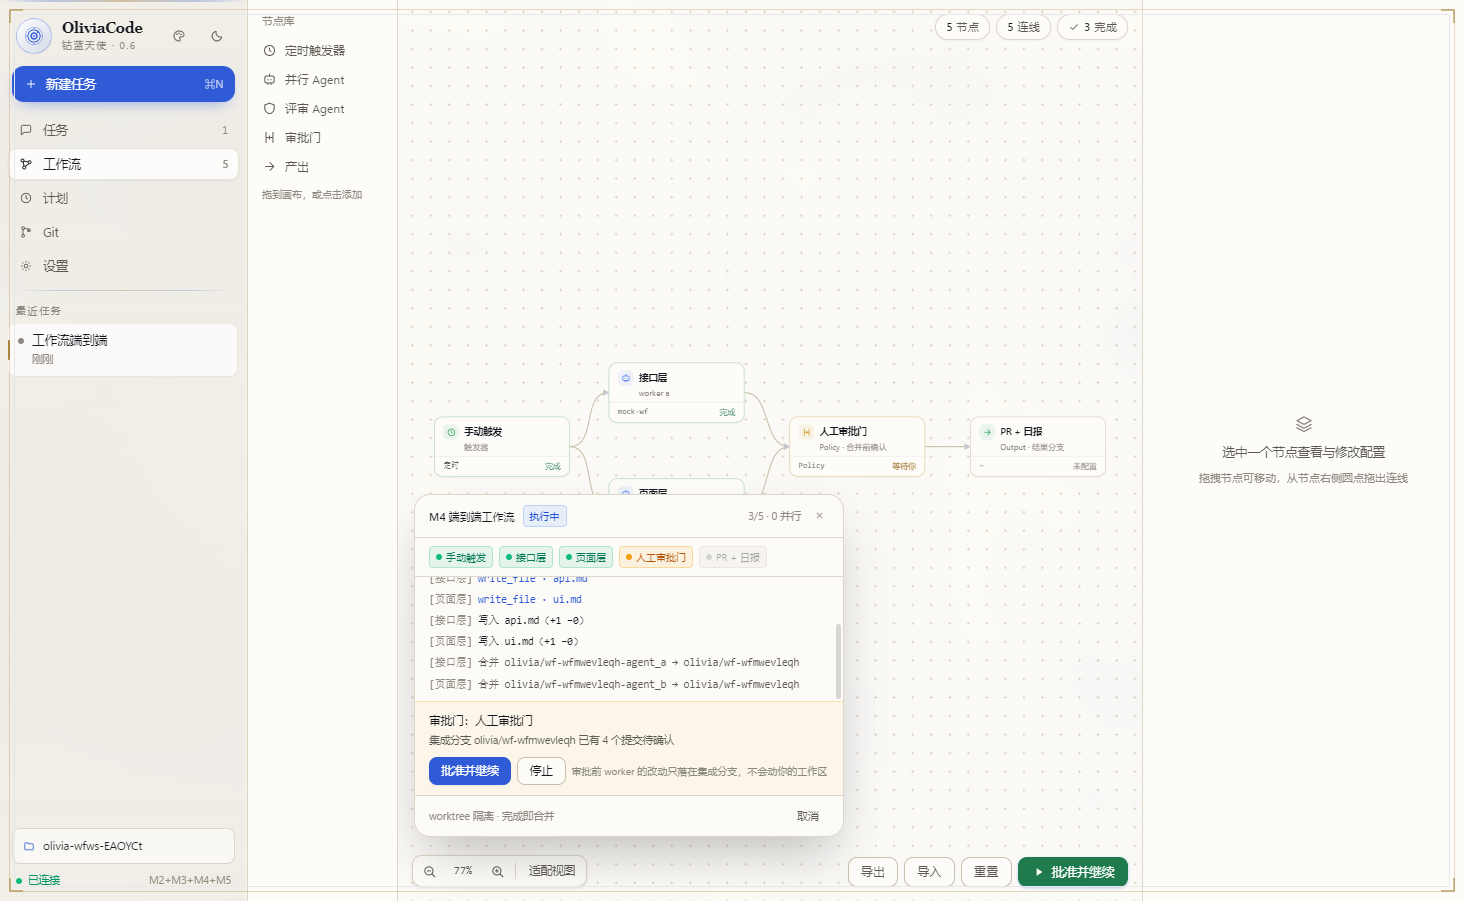 OliviaCode
钴蓝天使 · 0.6
新建任务 ⌘N
任务 1
工作流 5
计划
Git
设置
最近任务
工作流端到端
刚刚
olivia-wfws-EAOYCt
已连接 M2+M3+M4+M5
节点库
定时触发器
并行 Agent
评审 Agent
审批门
产出
拖到画布，或点击添加
5 节点 5 连线 3 完成
手动触发
触发器
定时 完成
接口层
worker a
mock-wf 完成
页面层
人工审批门
Policy · 合并前确认
Policy 等待你
PR + 日报
Output · 结果分支
— 未配置
M4 端到端工作流 执行中 3/5 · 0 并行 ×
手动触发 接口层 页面层 人工审批门 PR + 日报
[接口层] write_file · api.md
[页面层] write_file · ui.md
[接口层] 写入 api.md (+1 −0)
[页面层] 写入 ui.md (+1 −0)
[接口层] 合并 olivia/wf-wfmwevleqh-agent_a → olivia/wf-wfmwevleqh
[页面层] 合并 olivia/wf-wfmwevleqh-agent_b → olivia/wf-wfmwevleqh
审批门：人工审批门
集成分支 olivia/wf-wfmwevleqh 已有 4 个提交待确认
批准并继续 停止 审批前 worker 的改动只落在集成分支，不会动你的工作区
worktree 隔离 · 完成即合并 取消
77% 适配视图
导出 导入 重置 批准并继续
选中一个节点查看与修改配置
拖拽节点可移动，从节点右侧圆点拖出连线